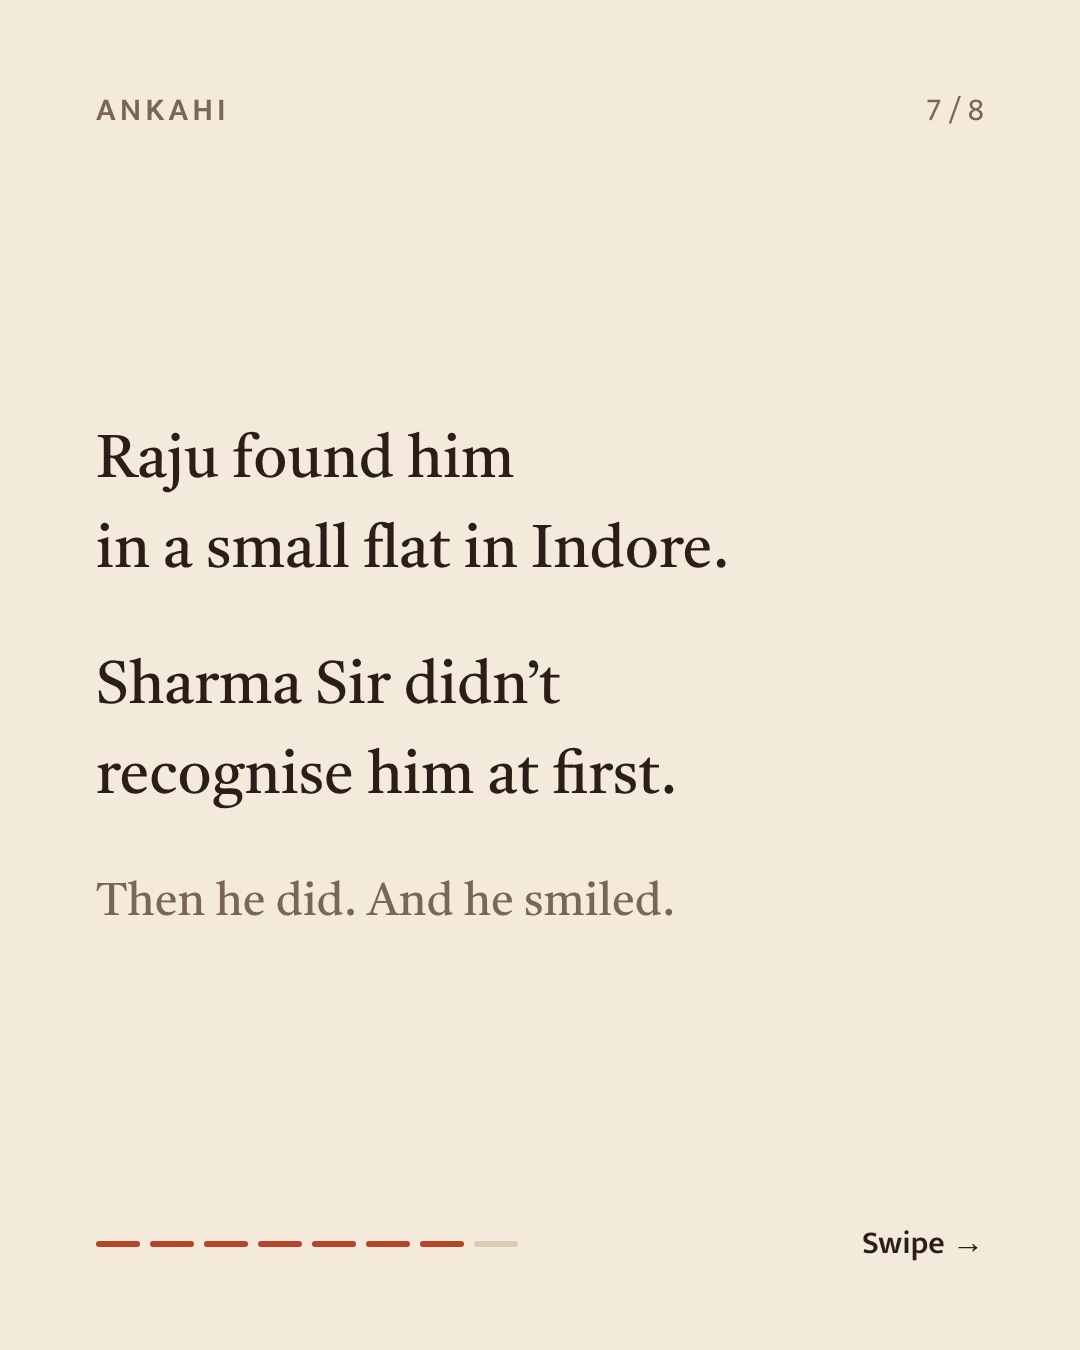 ANKAHI
7 / 8
Raju found him
in a small flat in Indore.
Sharma Sir didn’t
recognise him at first.
Then he did. And he smiled.
Swipe →